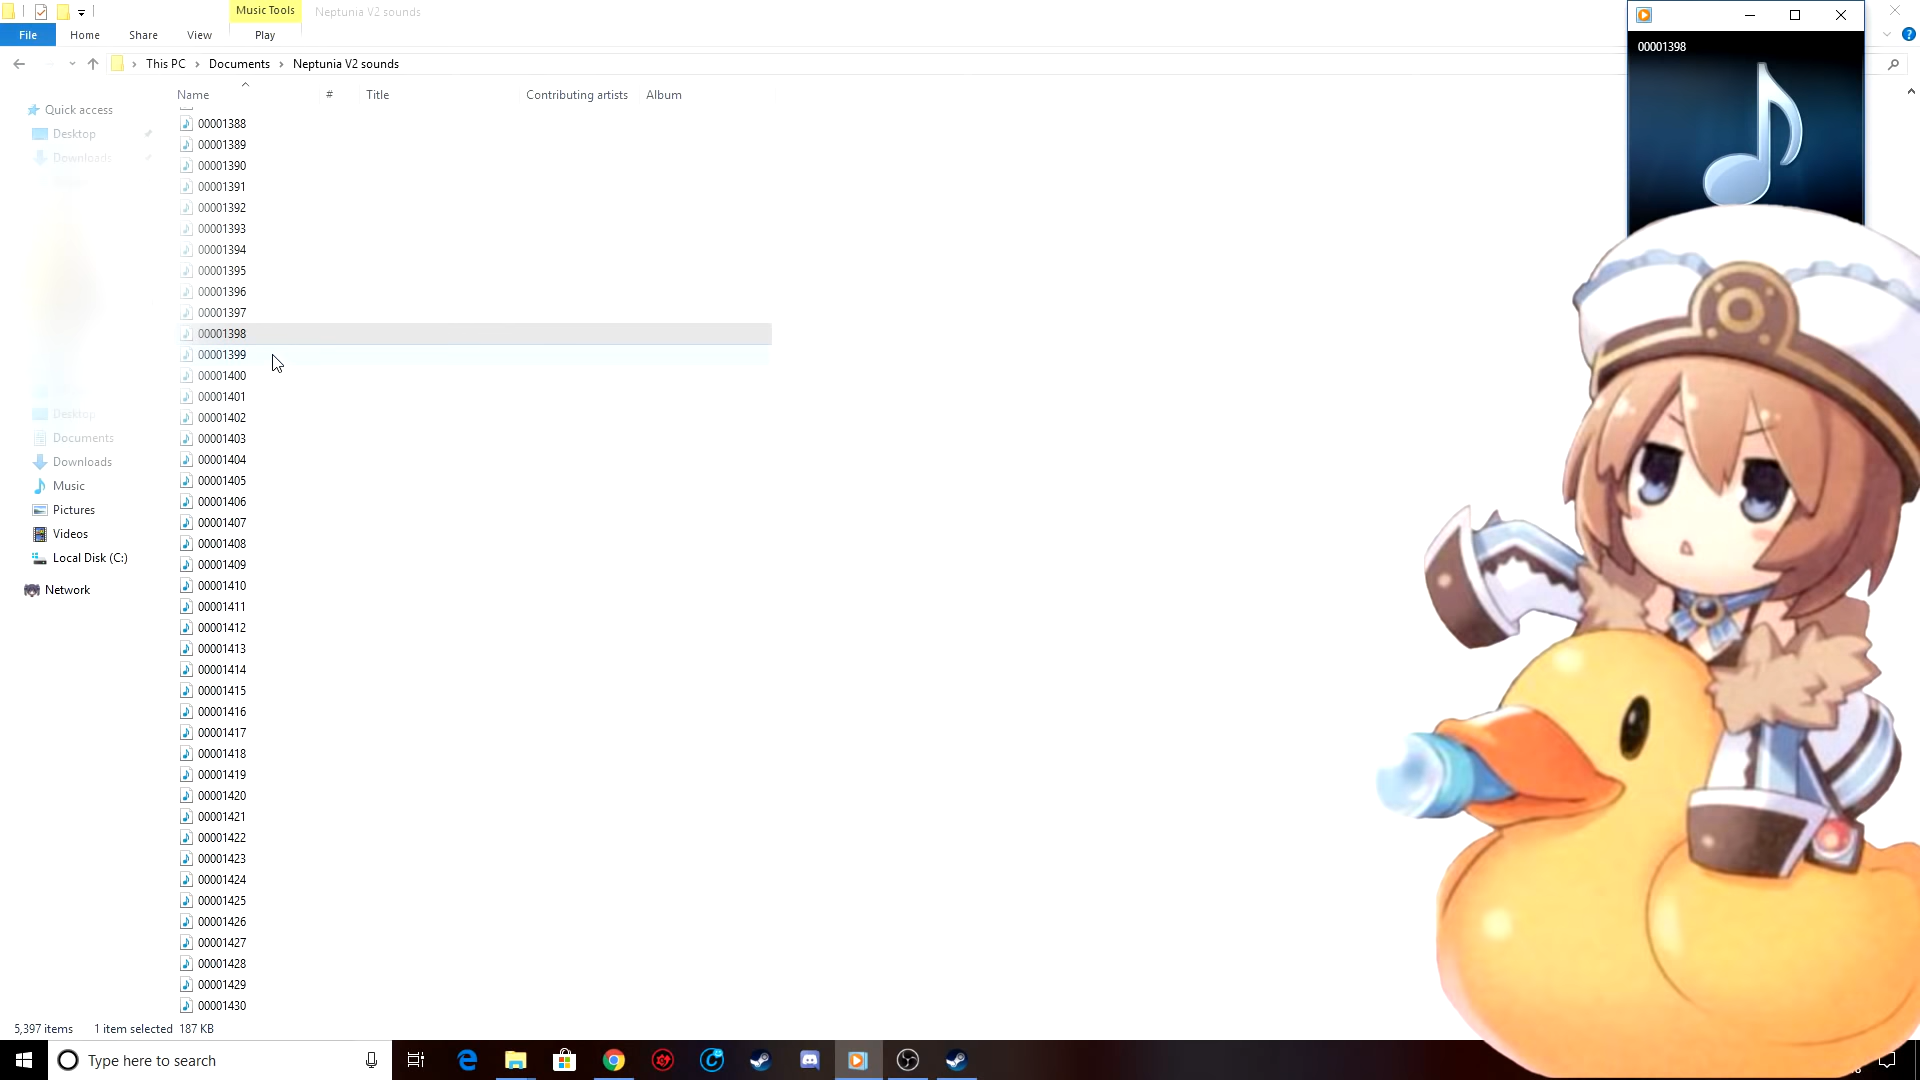 Music Tools
Neptunia V2 sounds
File
Home
Share
View
Play
This PC
Documents
Neptunia V2 sounds
Name
#
Title
Contributing artists
Album
Quick access
Desktop
Downloads
Desktop
Documents
Downloads
Music
Pictures
Videos
Local Disk (C:)
Network
00001388
00001389
00001390
00001391
00001392
00001393
00001394
00001395
00001396
00001397
00001398
00001399
00001400
00001401
00001402
00001403
00001404
00001405
00001406
00001407
00001408
00001409
00001410
00001411
00001412
00001413
00001414
00001415
00001416
00001417
00001418
00001419
00001420
00001421
00001422
00001423
00001424
00001425
00001426
00001427
00001428
00001429
00001430
00001398
5,397 items
1 item selected 187 KB
Type here to search